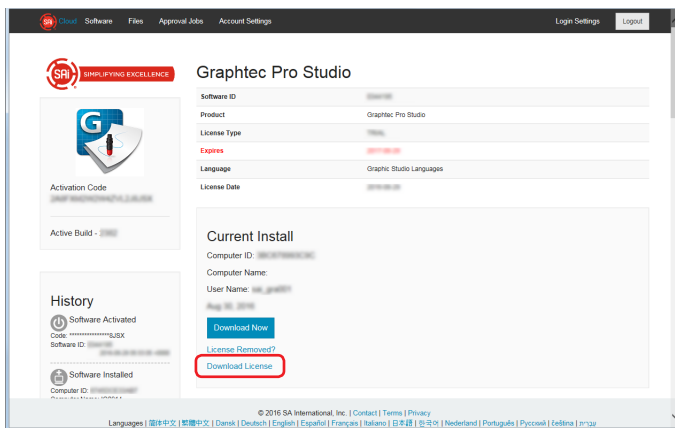 SAi Cloud Software Files Approval Jobs Account Settings Login Settings Logout
SAi SIMPLIFYING EXCELLENCE
Graphtec Pro Studio
Software ID
Product Graphtec Pro Studio
License Type
Expires
Language Graphic Studio Languages
License Date
G
Activation Code
Active Build -
Current Install
Computer ID:
Computer Name:
User Name:
Aug 30, 2016
Download Now
License Removed?
Download License
History
Software Activated
Code: ****************8JSX
Software ID:
Software Installed
Computer ID:
© 2016 SA International, Inc. | Contact | Terms | Privacy
Languages | 简体中文 | 繁體中文 | Dansk | Deutsch | English | Español | Français | Italiano | 日本語 | 한국어 | Nederland | Português | Русский | čeština | עברית